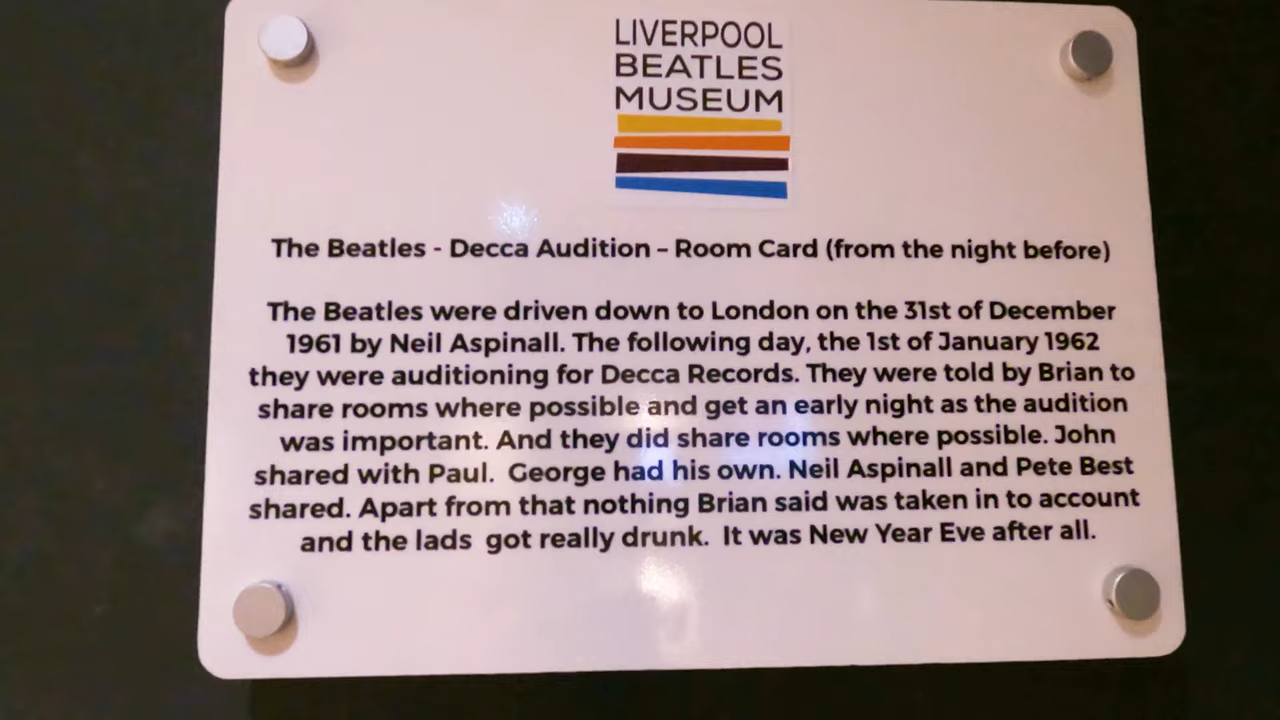 LIVERPOOL
BEATLES
MUSEUM
The Beatles - Decca Audition – Room Card (from the night before)
The Beatles were driven down to London on the 31st of December
1961 by Neil Aspinall. The following day, the 1st of January 1962
they were auditioning for Decca Records. They were told by Brian to
share rooms where possible and get an early night as the audition
was important. And they did share rooms where possible. John
shared with Paul.  George had his own. Neil Aspinall and Pete Best
shared. Apart from that nothing Brian said was taken in to account
and the lads  got really drunk.  It was New Year Eve after all.